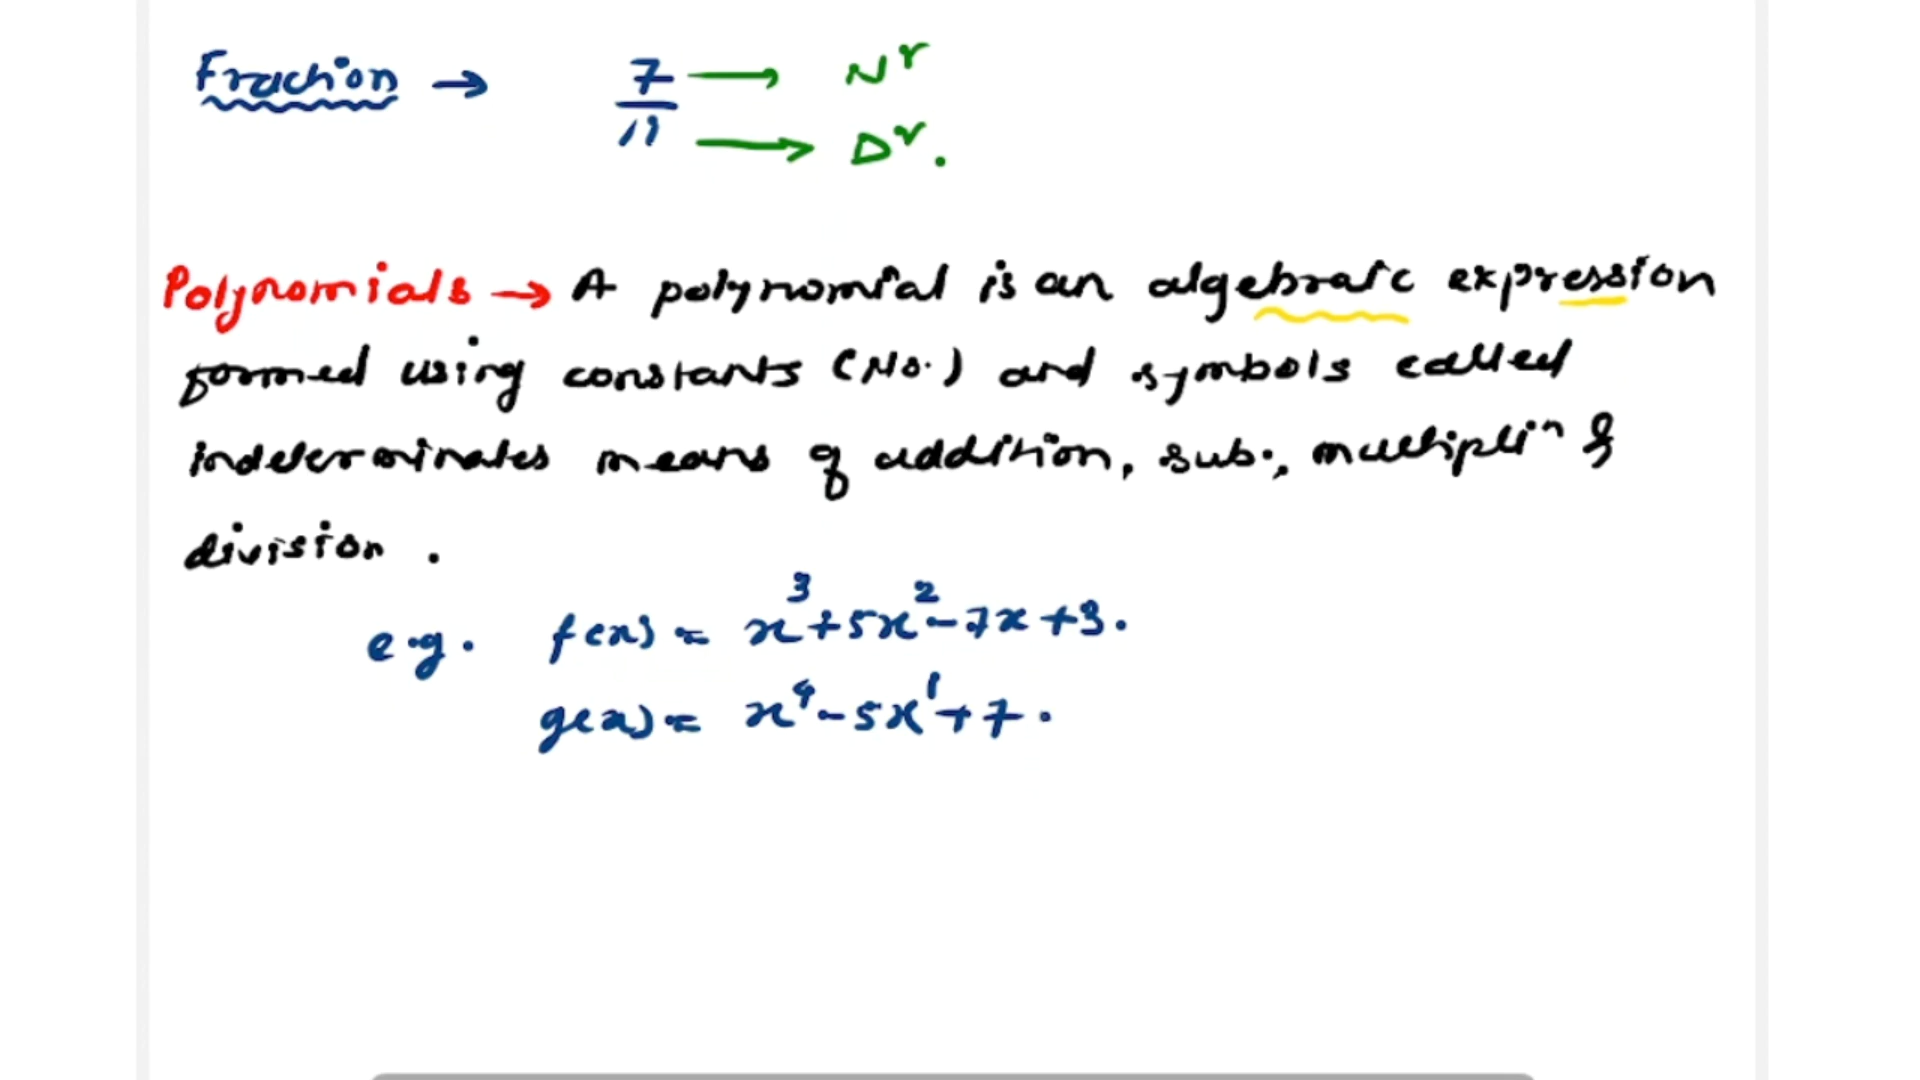 Fraction → 7/11 → Nʳ
→ Dʳ.
Polynomials → A polynomial is an algebraic expression
formed using constants (No.) and symbols called
indeterminates means of addition, sub., multipliⁿ &
division .
e.g. f(x) = x³+5x²-7x+3.
g(x) = x⁴-5x¹+7.